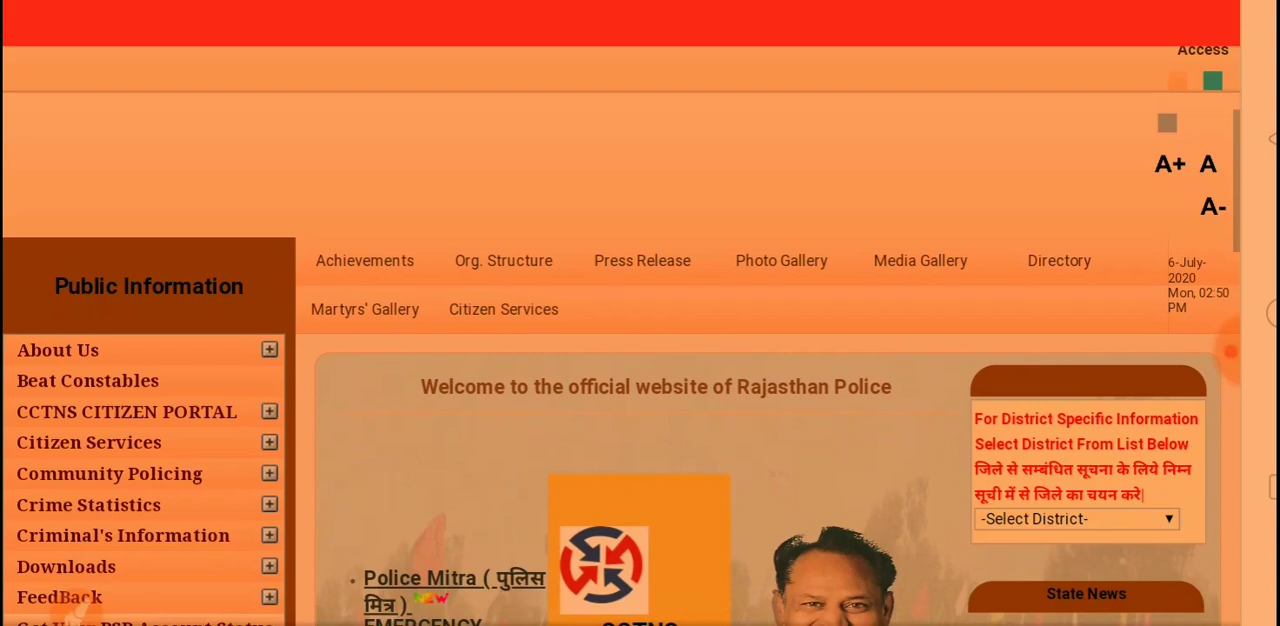 Access
A+ A
A-
Public Information
Achievements Org. Structure Press Release Photo Gallery Media Gallery Directory
Martyrs' Gallery Citizen Services
6-July-
2020
Mon, 02:50
PM
About Us
Beat Constables
CCTNS CITIZEN PORTAL
Citizen Services
Community Policing
Crime Statistics
Criminal's Information
Downloads
FeedBack
Welcome to the official website of Rajasthan Police
Police Mitra ( पुलिस
मित्र ) NEW
EMERGENCY
CCTNS
For District Specific Information
Select District From List Below
जिले से सम्बंधित सूचना के लिये निम्न
सूची में से जिले का चयन करे|
-Select District-
State News